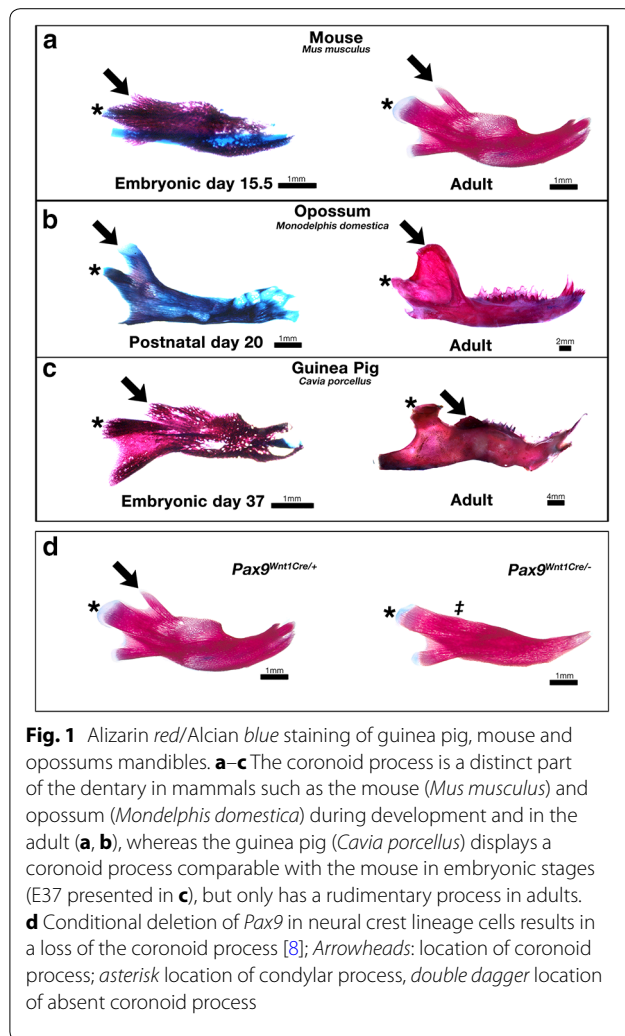 a
Mouse
Mus musculus
*
*
Embryonic day 15.5
1mm
Adult
1mm
b
Opossum
Monodelphis domestica
*
*
Postnatal day 20
1mm
Adult
2mm
c
Guinea Pig
Cavia porcellus
*
*
Embryonic day 37
1mm
Adult
4mm
d
Pax9Wnt1Cre/+
Pax9Wnt1Cre/-
*
*
‡
1mm
1mm
Fig. 1 Alizarin red/Alcian blue staining of guinea pig, mouse and
opossums mandibles. a–c The coronoid process is a distinct part
of the dentary in mammals such as the mouse (Mus musculus) and
opossum (Mondelphis domestica) during development and in the
adult (a, b), whereas the guinea pig (Cavia porcellus) displays a
coronoid process comparable with the mouse in embryonic stages
(E37 presented in c), but only has a rudimentary process in adults.
d Conditional deletion of Pax9 in neural crest lineage cells results in
a loss of the coronoid process [8]; Arrowheads: location of coronoid
process; asterisk location of condylar process, double dagger location
of absent coronoid process